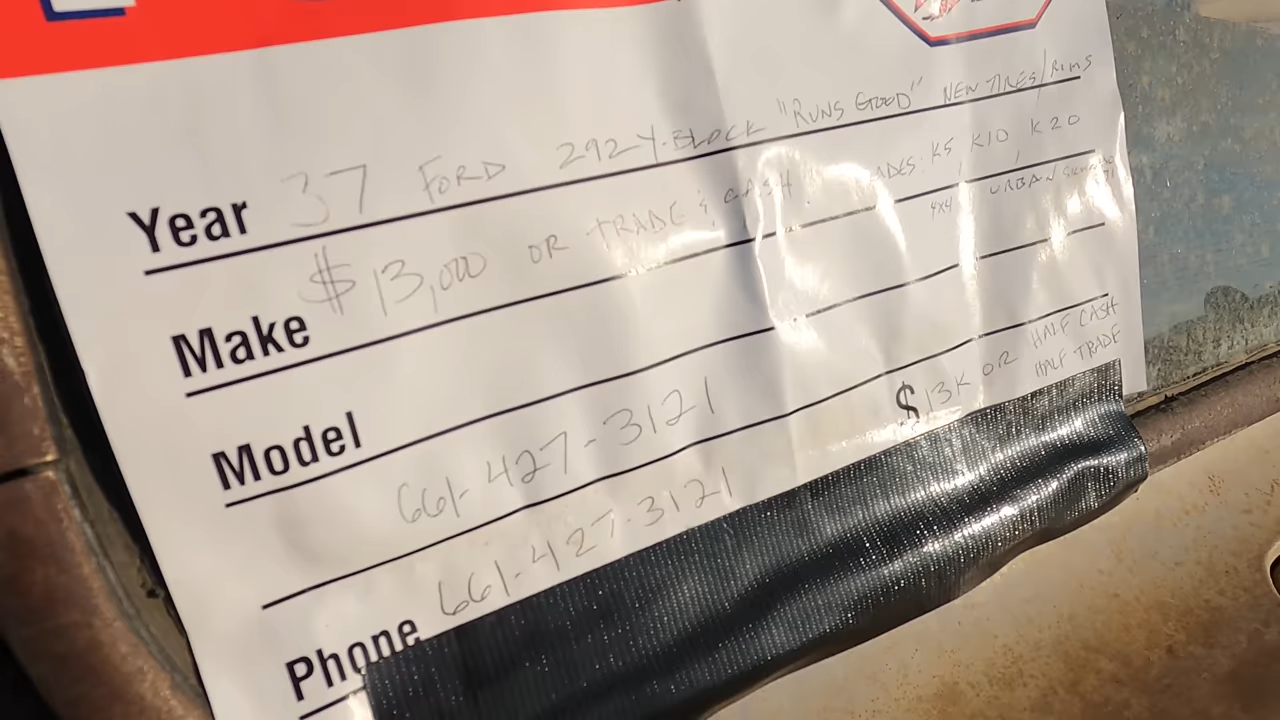 Year 37 FORD 292 Y-BLOCK "RUNS GOOD" NEW TIRES/RIMS
Make $13,000 OR TRADE & CASH. K5, K10, K20
4x4 URBAN
Model
661-427-3121
$13K OR HALF CASH
HALF TRADE
Phone 661-427-3121